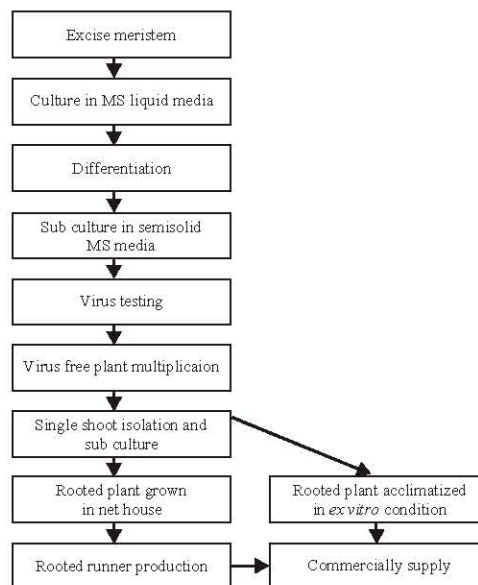 Excise meristem
Culture in MS liquid media
Differentiation
Sub culture in semisolid
MS media
Virus testing
Virus free plant multiplicaion
Single shoot isolation and
sub culture
Rooted plant grown
in net house
Rooted plant acclimatized
in ex vitro condition
Rooted runner production
Commercially supply